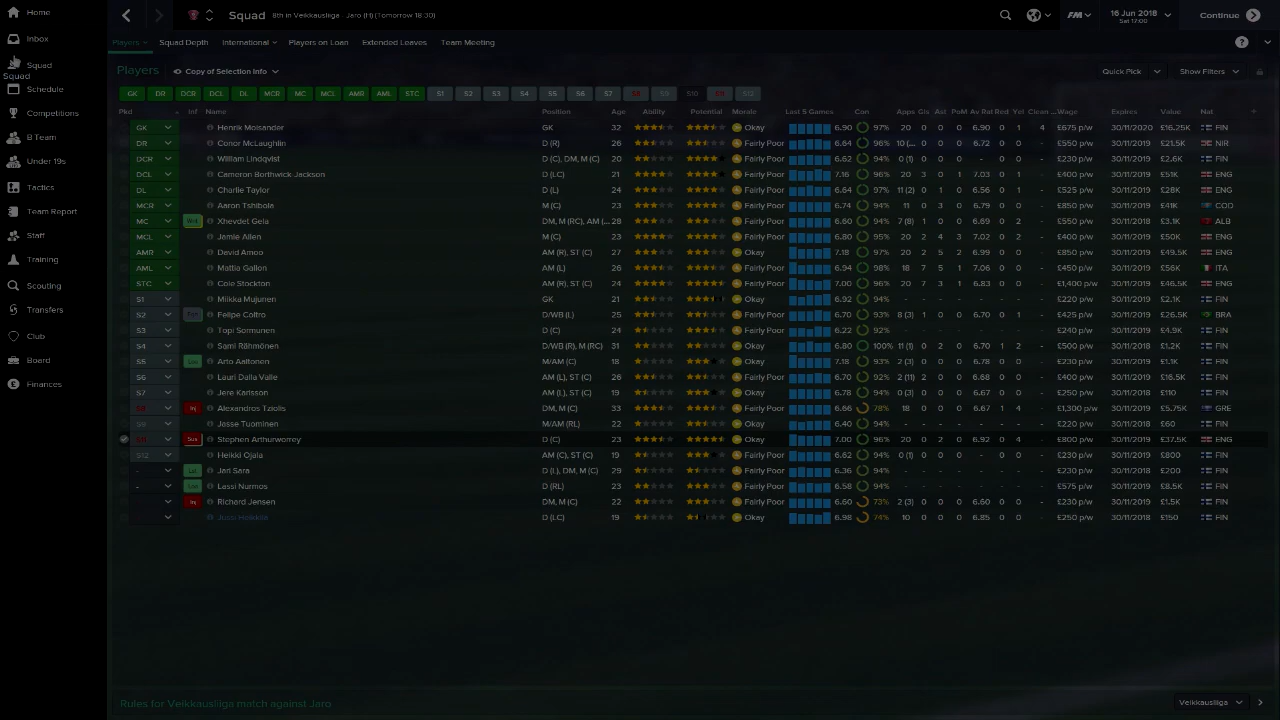 Home Squad 8th in Veikkausliiga - Jaro (H) (Tomorrow 18:30) FM 16 Jun 2018 Sat 17:00 Continue
Inbox Players Squad Depth International Players on Loan Extended Leaves Team Meeting
Squad
Squad
Schedule
Competitions
B Team
Under 19s
Tactics
Team Report
Staff
Training
Scouting
Transfers
Club
Board
Finances
Players Copy of Selection Info Quick Pick Show Filters
GK DR DCR DCL DL MCR MC MCL AMR AML STC S1 S2 S3 S4 S5 S6 S7 S8 S9 S10 S11 S12
Pkd Inf Name Position Age Ability Potential Morale Last 5 Games Con Apps Gls Ast PoM Av Rat Red Yel Clean ... Wage Expires Value Nat
GK Henrik Moisander GK 32 Okay 6.90 97% 20 0 0 0 6.90 0 1 4 £675 p/w 30/11/2020 £16.25K FIN
DR Conor McLaughlin D (R) 26 Fairly Poor 6.64 96% 10 (... 0 0 0 6.72 0 0 - £550 p/w 30/11/2019 £21.5K NIR
DCR William Lindqvist D (C), DM, M (C) 20 Fairly Poor 6.62 94% 0 (1) 0 0 0 - 0 0 - £230 p/w 30/11/2019 £2.6K FIN
DCL Cameron Borthwick-Jackson D (LC) 21 Fairly Poor 7.16 96% 20 3 0 1 7.03 0 1 - £400 p/w 30/11/2019 £51K ENG
DL Charlie Taylor D (L) 24 Fairly Poor 6.64 97% 11 (2) 0 1 0 6.56 0 1 - £525 p/w 30/11/2019 £28K ENG
MCR Aaron Tshibola M (C) 23 Fairly Poor 6.74 94% 11 0 3 0 6.79 0 3 - £850 p/w 30/11/2019 £41K COD
MC Wnt Xhevdet Gela DM, M (RC), AM (... 28 Fairly Poor 6.60 94% 7 (8) 1 0 0 6.69 0 2 - £550 p/w 30/11/2019 £3.1K ALB
MCL Jamie Allen M (C) 23 Fairly Poor 6.80 95% 20 2 4 3 7.02 0 2 - £400 p/w 30/11/2019 £50K ENG
AMR David Amoo AM (R), ST (C) 27 Okay 7.18 97% 20 2 5 2 6.99 0 0 - £850 p/w 30/11/2019 £49.5K ENG
AML Mattia Gallon AM (L) 26 Fairly Poor 6.94 98% 18 7 5 1 7.06 0 0 - £450 p/w 30/11/2019 £56K ITA
STC Cole Stockton AM (R), ST (C) 24 Fairly Poor 7.00 96% 20 7 3 1 6.83 0 0 - £1,400 p/w 30/11/2019 £46.5K ENG
S1 Miikka Mujunen GK 21 Okay 6.92 94% - - - - - - - - £220 p/w 30/11/2019 £2.1K FIN
S2 Felipe Coltro D/WB (L) 25 Fairly Poor 6.70 93% 8 (3) 1 0 0 6.70 0 1 - £425 p/w 30/11/2019 £26.5K BRA
S3 Topi Sormunen D (C) 24 Fairly Poor 6.22 92% - - - - - - - - £240 p/w 30/11/2019 £4.9K FIN
S4 Sami Rähmönen D/WB (R), M (RC) 31 Okay 6.80 100% 11 (1) 0 2 0 6.70 1 2 - £500 p/w 30/11/2019 £1.2K FIN
S5 Arto Aaltonen M/AM (C) 18 Okay 7.18 93% 2 (3) 0 0 0 6.78 0 0 - £230 p/w 30/11/2019 £1.3K FIN
S6 Lauri Dalla Valle AM (L), ST (C) 26 Fairly Poor 6.70 92% 2 (11) 2 0 0 6.68 0 0 - £400 p/w 30/11/2019 £16.5K FIN
S7 Jere Karlsson AM (L), ST (C) 19 Okay 6.78 94% - - - - - - - - £230 p/w 30/11/2019 £110 FIN
S9 Inj Alexandros Tziolis DM, M (C) 33 Okay 6.66 78% 18 0 0 0 6.67 1 4 - £1,300 p/w 30/11/2019 £5.75K GRE
S9 Jasse Tuominen M/AM (RL) 22 Okay 94% - - - - - - - - £220 p/w 30/11/2019 £60 FIN
Sus Stephen Arthurworrey D (C) 23 Okay 7.00 96% 20 0 2 0 6.92 0 4 - £800 p/w 30/11/2019 £37.5K ENG
S12 Heikki Ojala AM (C), ST (C) 19 Okay 6.62 94% 0 (1) 0 0 0 - 0 0 - £230 p/w 30/11/2019 £800 FIN
- Jari Sara D (L), DM, M (C) 29 Fairly Poor 6.36 94% - - - - - - - - £230 p/w 30/11/2019 £200 FIN
- Lassi Nurmos D (RL) 23 Fairly Poor 6.58 94% - - - - - - - - £575 p/w 30/11/2019 £8.5K FIN
Inj Richard Jensen DM, M (C) 22 Fairly Poor 6.60 73% 2 (3) 0 0 0 6.60 0 0 - £230 p/w 30/11/2018 £1.5K FIN
Jussi Heikkilä D (LC) 19 Okay 6.98 74% 10 0 0 0 6.85 0 0 - £250 p/w 30/11/2018 £150 FIN
Rules for Veikkausliiga match against Jaro Veikkausliiga